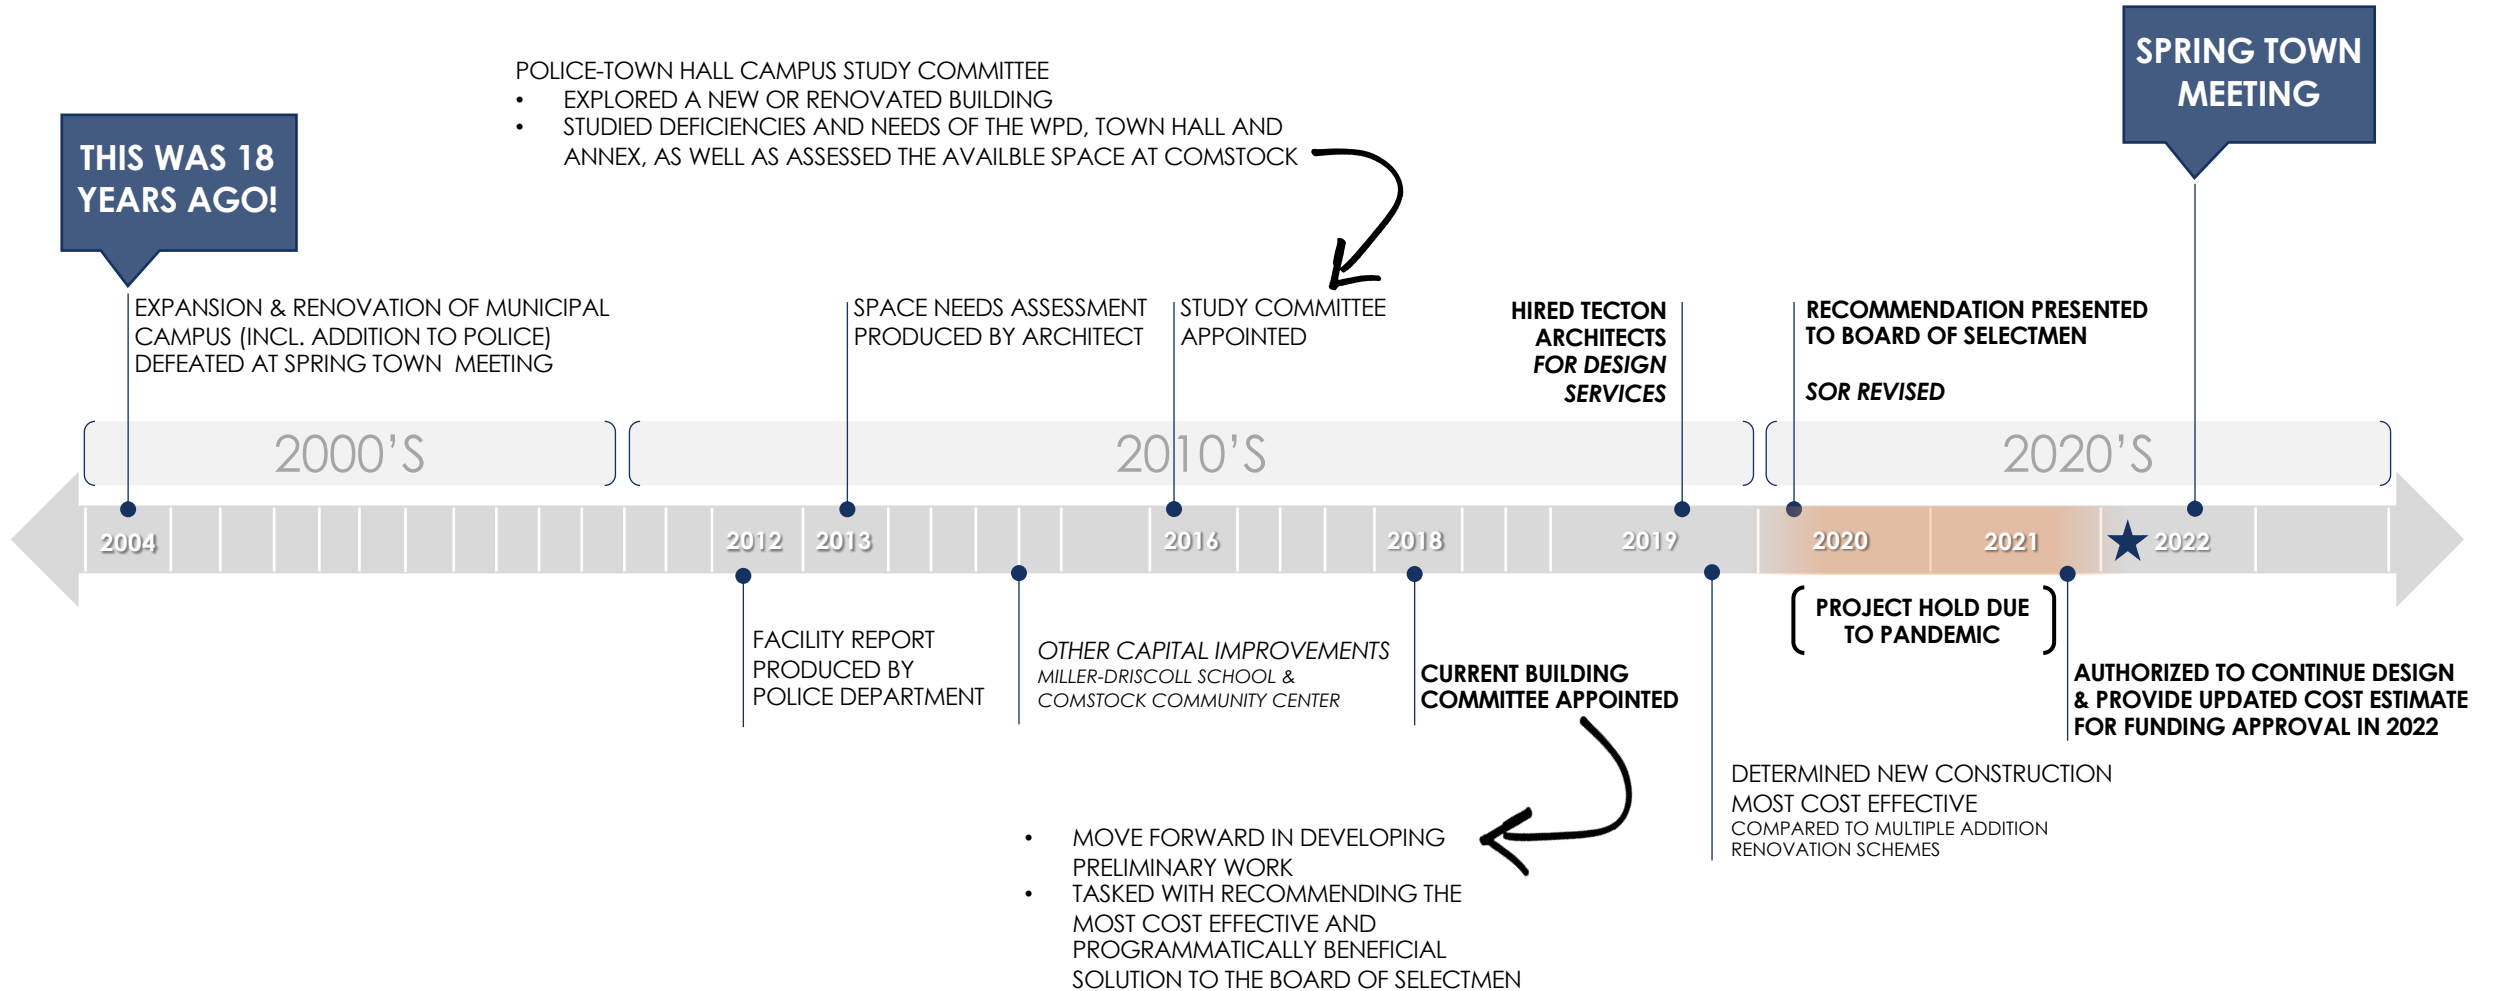 SPRING TOWN
MEETING
POLICE-TOWN HALL CAMPUS STUDY COMMITTEE
• EXPLORED A NEW OR RENOVATED BUILDING
• STUDIED DEFICIENCIES AND NEEDS OF THE WPD, TOWN HALL AND
ANNEX, AS WELL AS ASSESSED THE AVAILBLE SPACE AT COMSTOCK
THIS WAS 18
YEARS AGO!
EXPANSION & RENOVATION OF MUNICIPAL
CAMPUS (INCL. ADDITION TO POLICE)
DEFEATED AT SPRING TOWN MEETING
SPACE NEEDS ASSESSMENT
PRODUCED BY ARCHITECT
STUDY COMMITTEE
APPOINTED
HIRED TECTON
ARCHITECTS
FOR DESIGN
SERVICES
RECOMMENDATION PRESENTED
TO BOARD OF SELECTMEN
SOR REVISED
2000'S
2010'S
2020'S
2004
2012
2013
2016
2018
2019
2020
2021
2022
FACILITY REPORT
PRODUCED BY
POLICE DEPARTMENT
OTHER CAPITAL IMPROVEMENTS
MILLER-DRISCOLL SCHOOL &
COMSTOCK COMMUNITY CENTER
CURRENT BUILDING
COMMITTEE APPOINTED
PROJECT HOLD DUE
TO PANDEMIC
AUTHORIZED TO CONTINUE DESIGN
& PROVIDE UPDATED COST ESTIMATE
FOR FUNDING APPROVAL IN 2022
DETERMINED NEW CONSTRUCTION
MOST COST EFFECTIVE
COMPARED TO MULTIPLE ADDITION
RENOVATION SCHEMES
• MOVE FORWARD IN DEVELOPING
PRELIMINARY WORK
• TASKED WITH RECOMMENDING THE
MOST COST EFFECTIVE AND
PROGRAMMATICALLY BENEFICIAL
SOLUTION TO THE BOARD OF SELECTMEN